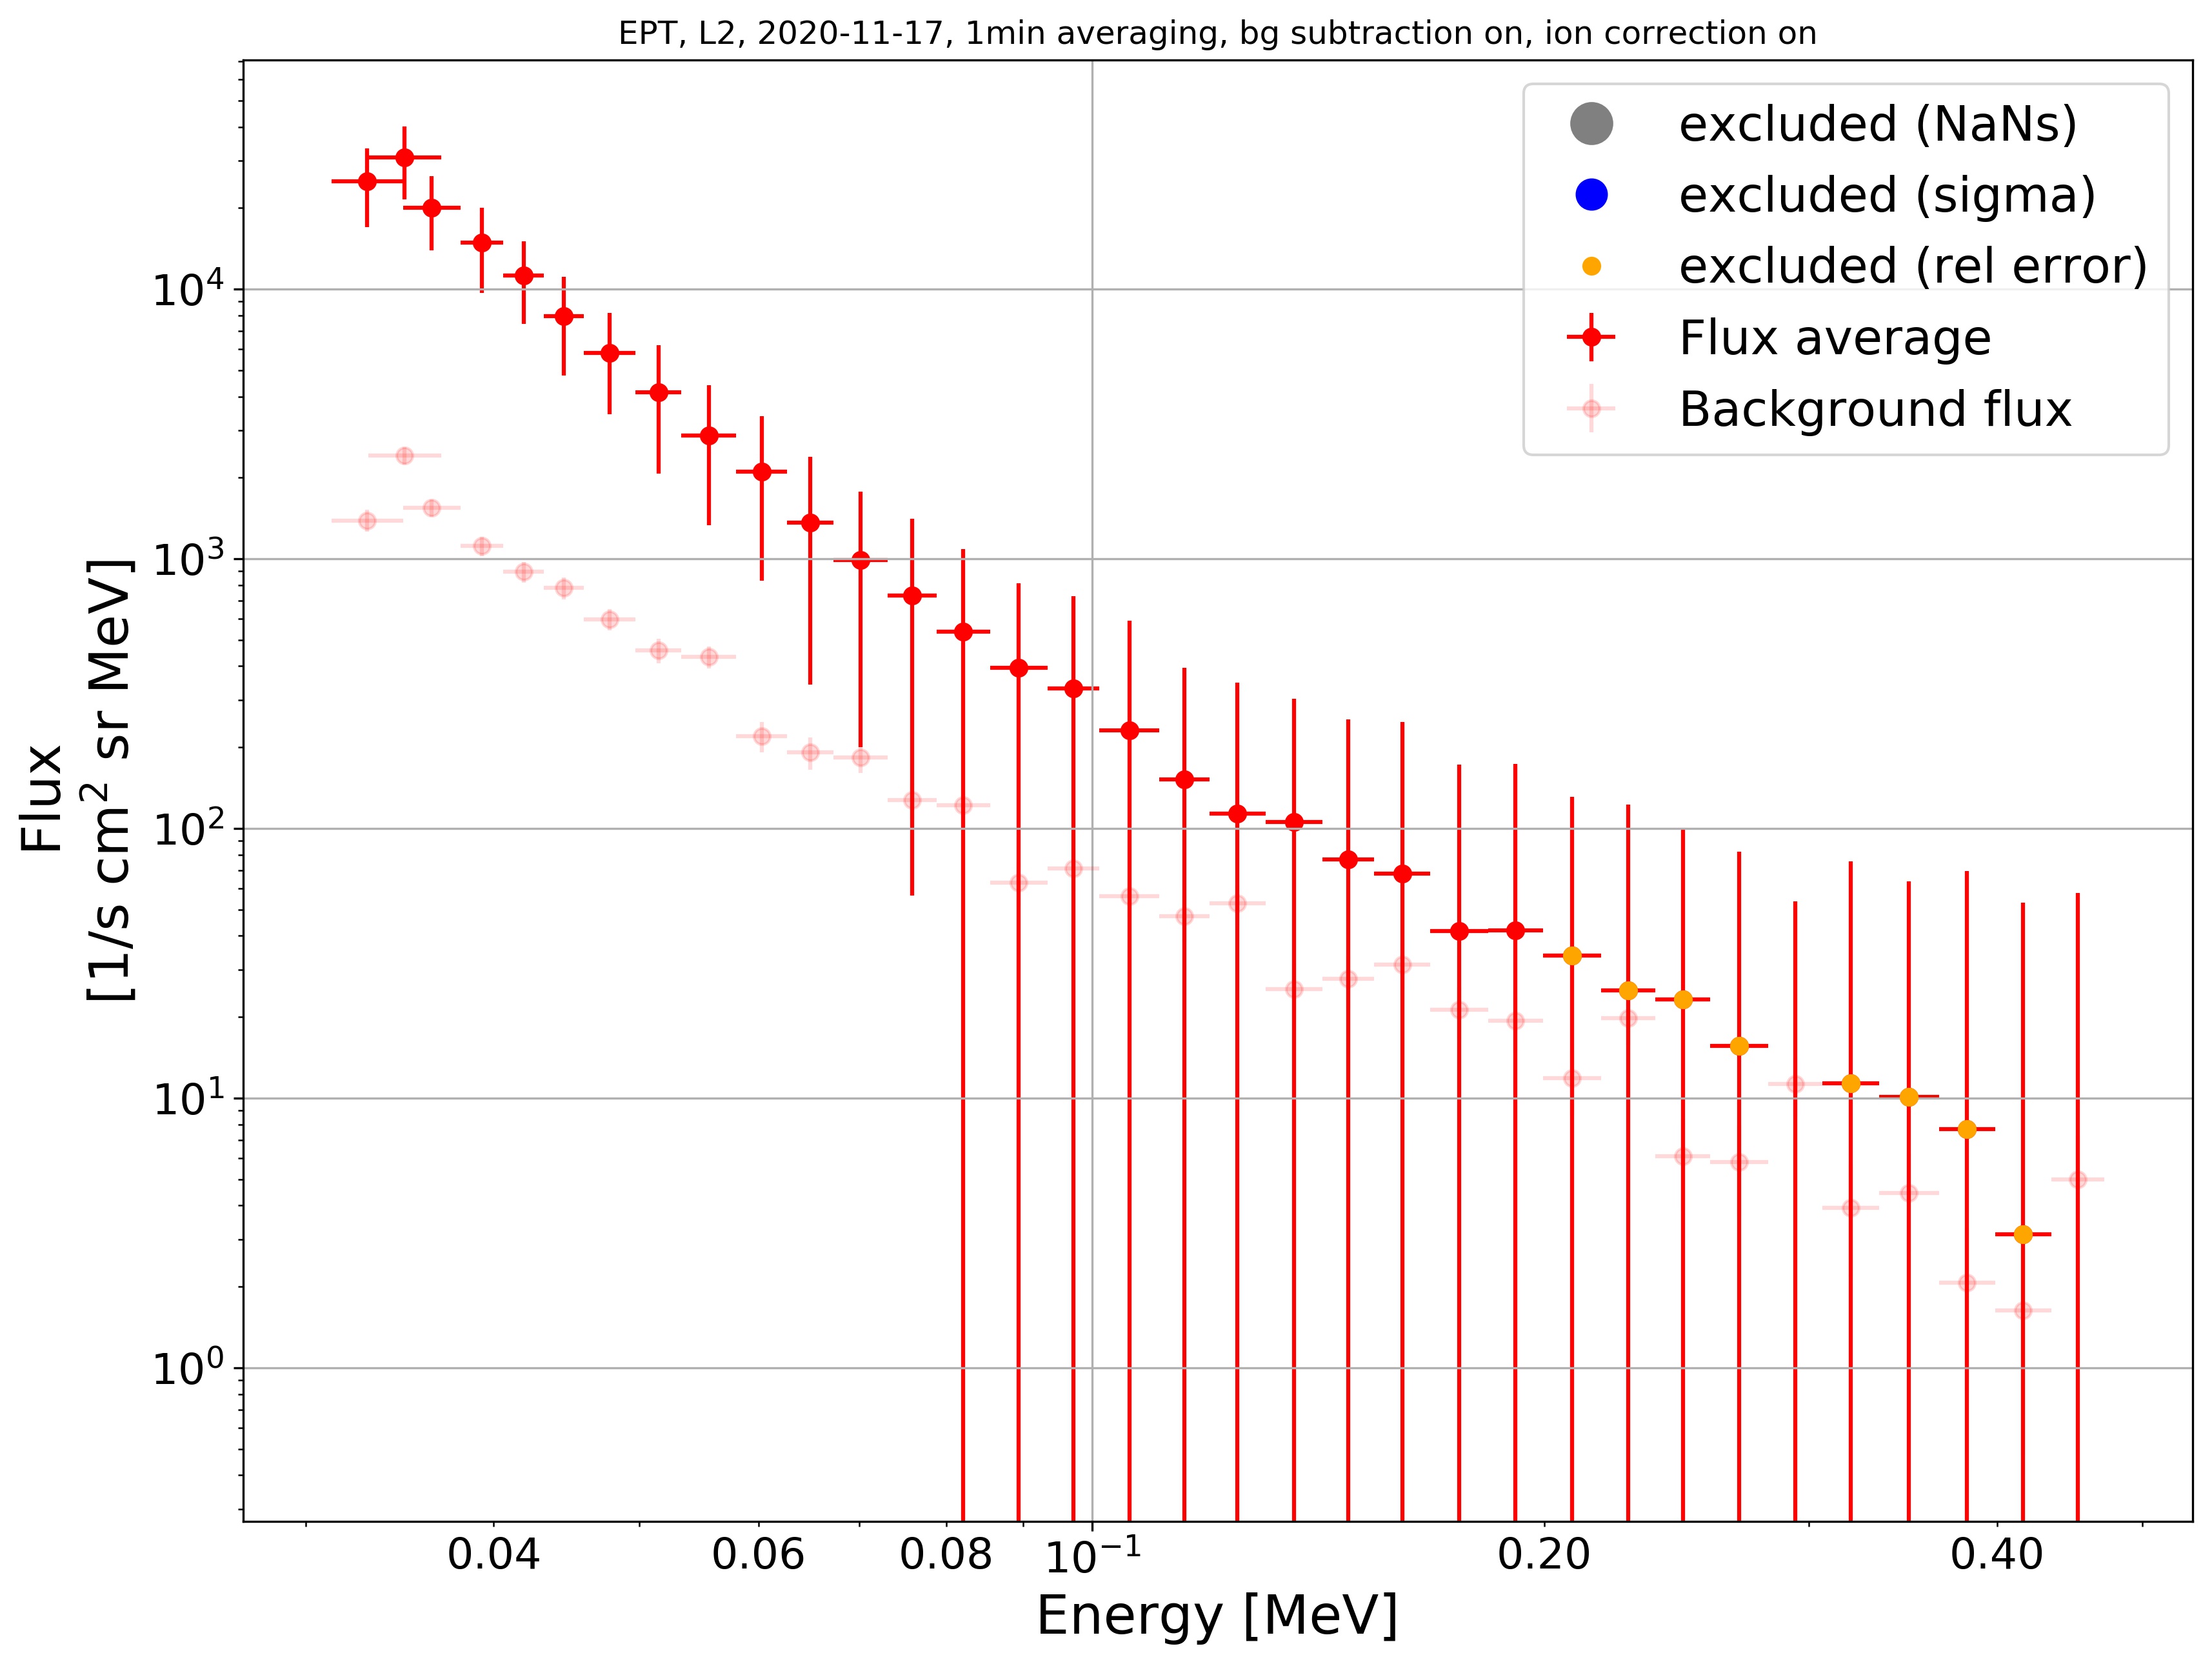 EPT, L2, 2020-11-17, 1min averaging, bg subtraction on, ion correction on
excluded (NaNs)
excluded (sigma)
excluded (rel error)
Flux average
Background flux
Flux
[1/s cm² sr MeV]
10⁴
10³
10²
10¹
10⁰
0.04
0.06
0.08
10⁻¹
0.20
0.40
Energy [MeV]